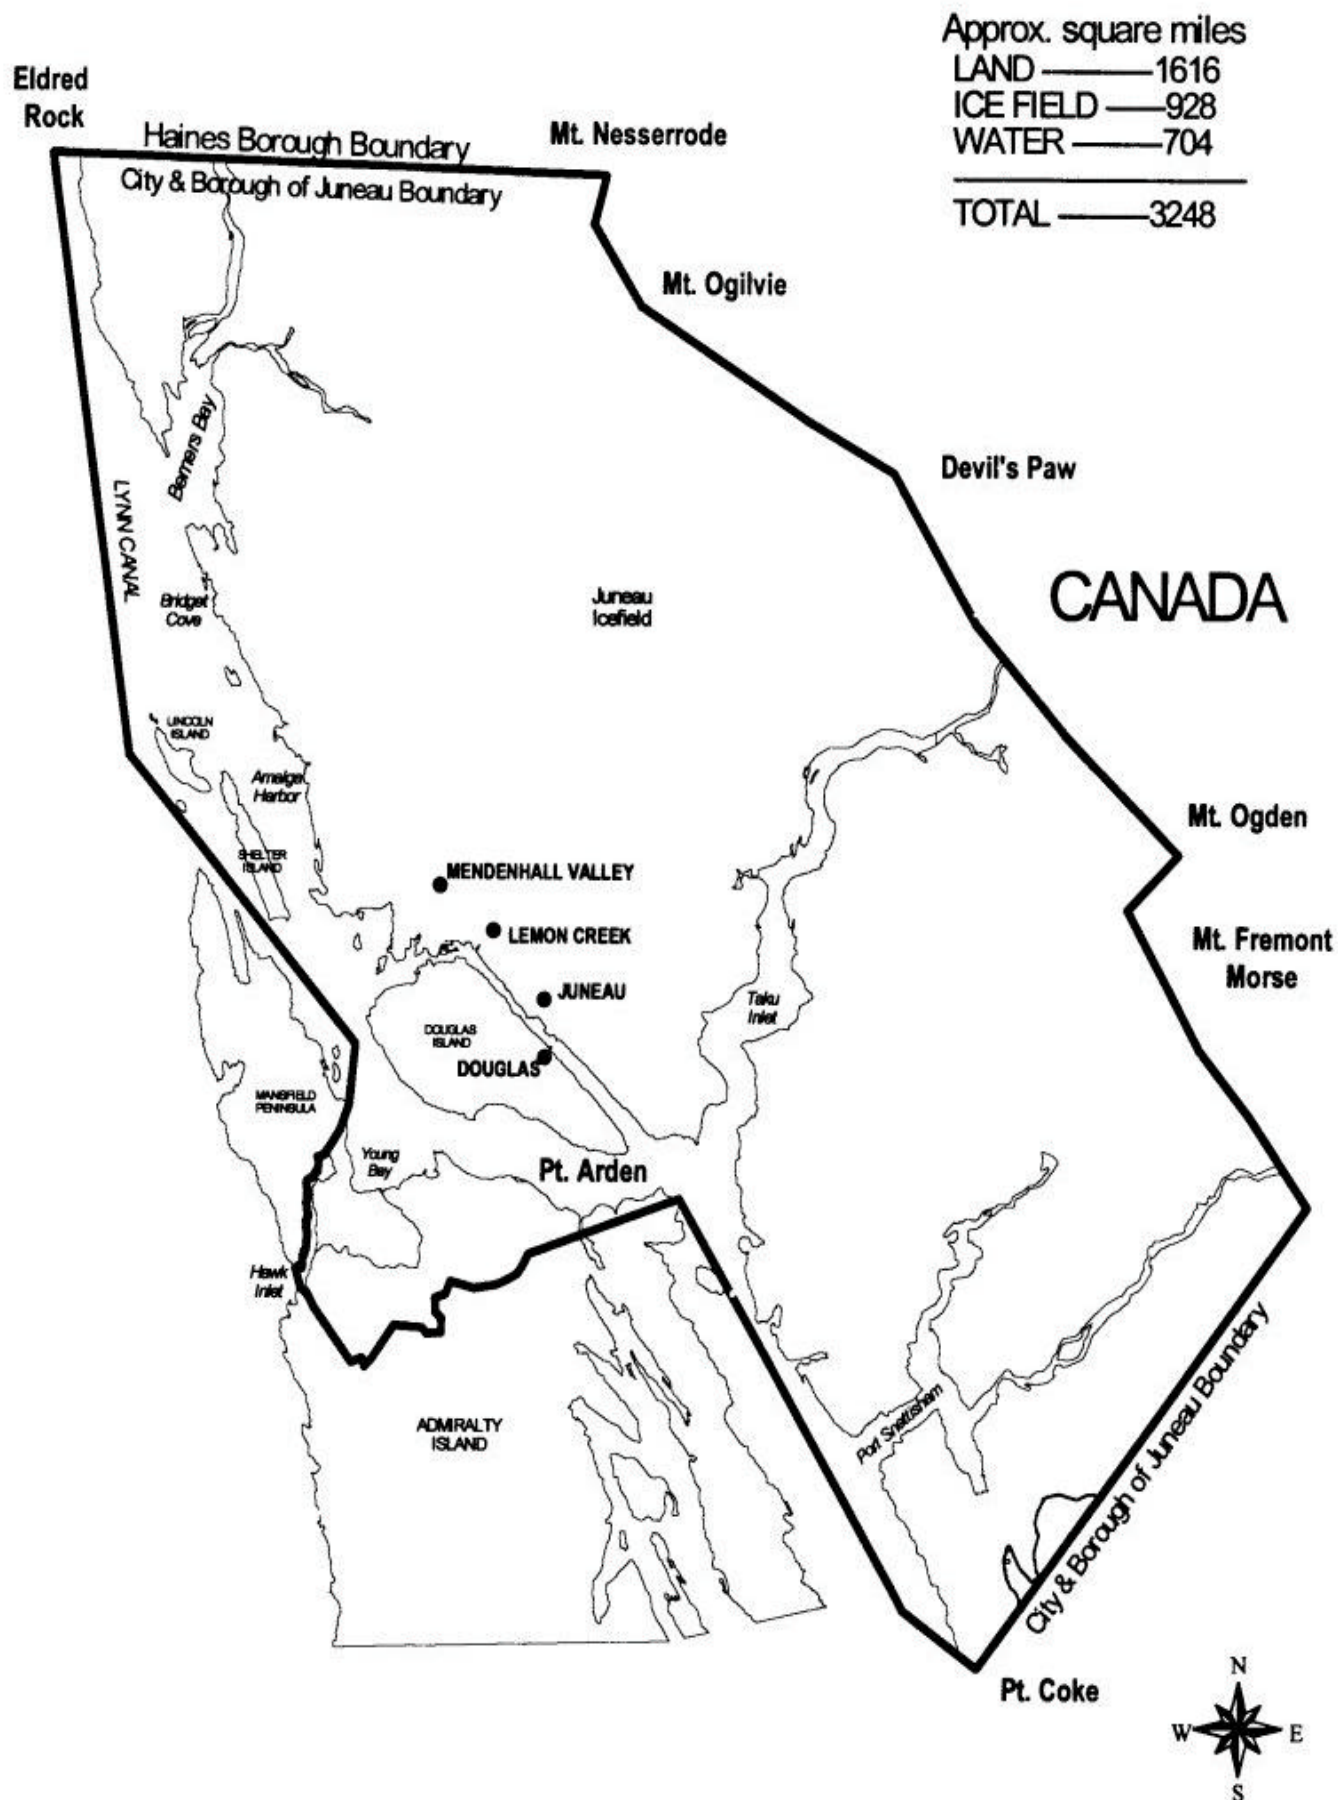 Approx. square miles
LAND 1616
ICE FIELD 928
WATER 704
TOTAL 3248
Eldred
Rock
Haines Borough Boundary
City & Borough of Juneau Boundary
Mt. Nesserrode
Mt. Ogilvie
Devil's Paw
CANADA
Berners Bay
LYNN CANAL
Bridget
Cove
Juneau
Icefield
LINCOLN
ISLAND
Amalga
Harbor
SHELTER
ISLAND
Mt. Ogden
MENDENHALL VALLEY
LEMON CREEK
Mt. Fremont
Morse
JUNEAU
Taku
Inlet
DOUGLAS
ISLAND
DOUGLAS
MANSFIELD
PENINSULA
Young
Bay
Pt. Arden
Hawk
Inlet
ADMIRALTY
ISLAND
Port Snettisham
City & Borough of Juneau Boundary
Pt. Coke
N
W E
S